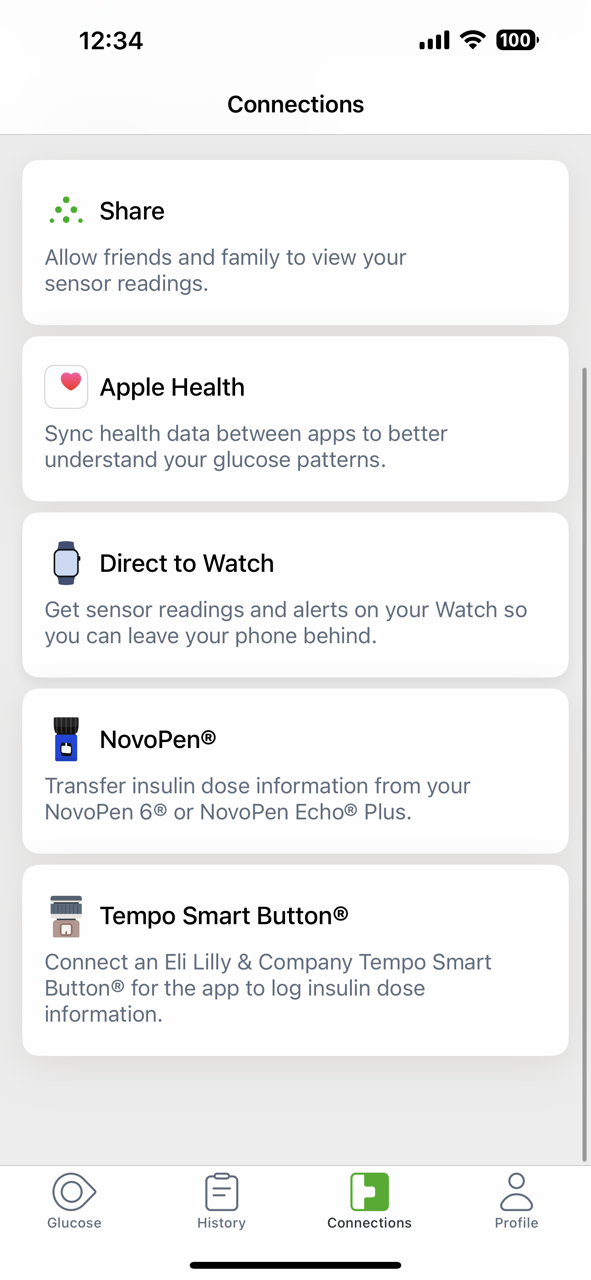 12:34
100
Connections
Share
Allow friends and family to view your
sensor readings.
Apple Health
Sync health data between apps to better
understand your glucose patterns.
Direct to Watch
Get sensor readings and alerts on your Watch so
you can leave your phone behind.
NovoPen®
Transfer insulin dose information from your
NovoPen 6® or NovoPen Echo® Plus.
Tempo Smart Button®
Connect an Eli Lilly & Company Tempo Smart
Button® for the app to log insulin dose
information.
Glucose
History
Connections
Profile